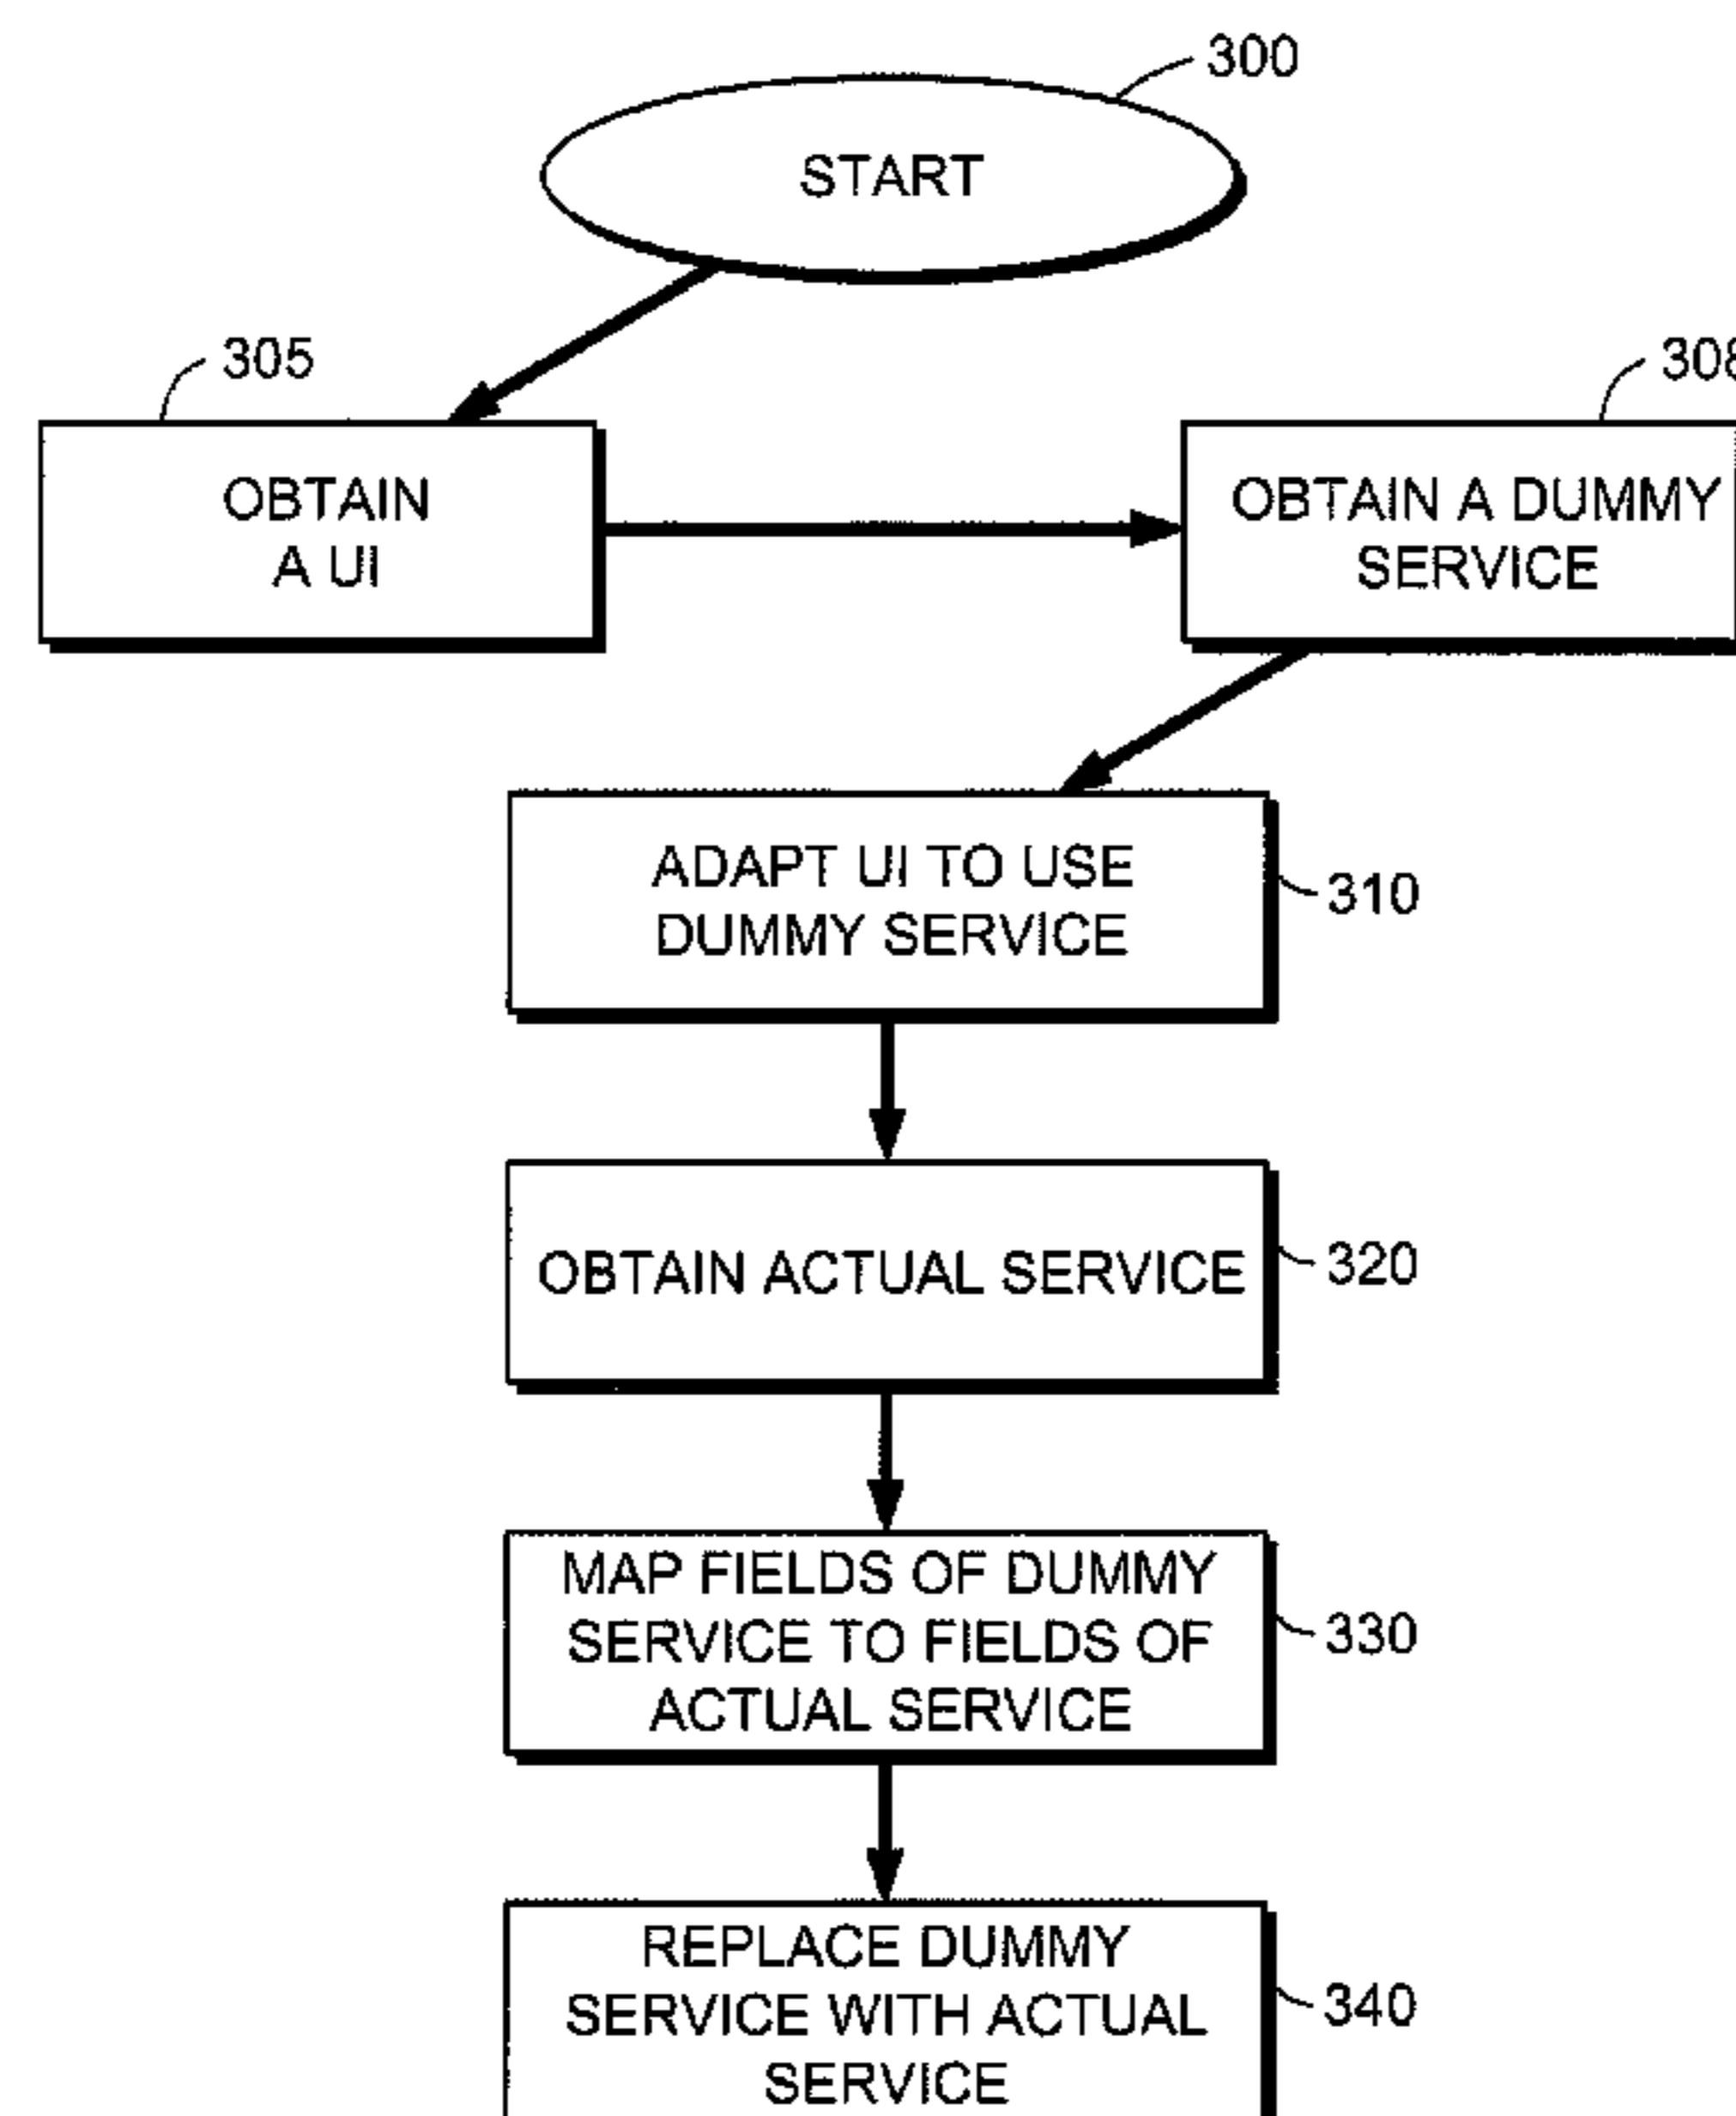 300
START
305
308
OBTAIN
A UI
OBTAIN A DUMMY
SERVICE
ADAPT UI TO USE
DUMMY SERVICE
310
OBTAIN ACTUAL SERVICE
320
MAP FIELDS OF DUMMY
SERVICE TO FIELDS OF
ACTUAL SERVICE
330
REPLACE DUMMY
SERVICE WITH ACTUAL
SERVICE
340